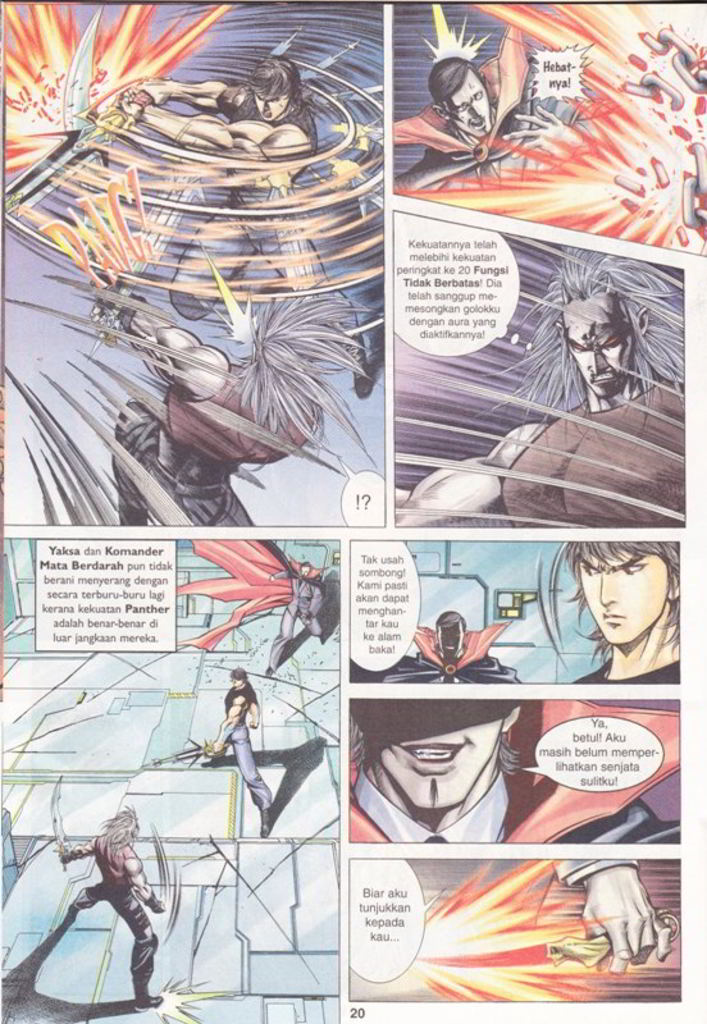 PANG!
!?
Hebat-
nya!
Kekuatannya telah
melebihi kekuatan
peringkat ke 20 Fungsi
Tidak Berbatas! Dia
telah sanggup me-
mesongkan golokku
dengan aura yang
diaktifkannya!
Yaksa dan Komander
Mata Berdarah pun tidak
berani menyerang dengan
secara terburu-buru lagi
kerana kekuatan Panther
adalah benar-benar di
luar jangkaan mereka.
Tak usah
sombong!
Kami pasti
akan dapat
menghan-
tar kau
ke alam
baka!
Ya,
betul! Aku
masih belum memper-
lihatkan senjata
sulitku!
Biar aku
tunjukkan
kepada
kau...
20